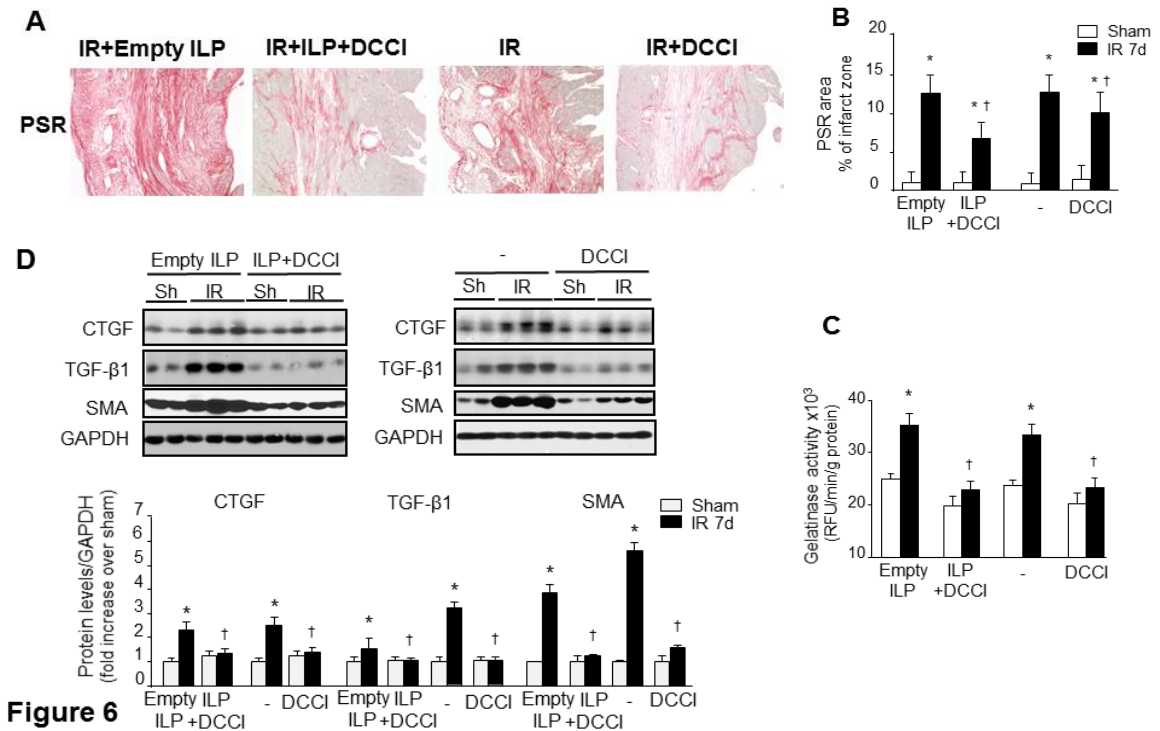 A
IR+Empty ILP
IR+ILP+DCCI
IR
IR+DCCI
PSR
B
Sham
IR 7d
PSR area
% of infarct zone
20
15
10
5
0
*
* †
*
* †
Empty
ILP
ILP
+DCCI
-
DCCI
D
Empty ILP
ILP+DCCI
Sh
IR
Sh
IR
CTGF
TGF-β1
SMA
GAPDH
-
DCCI
Sh
IR
Sh
IR
CTGF
TGF-β1
SMA
GAPDH
C
Gelatinase activity x10³
(RFU/min/g protein)
40
30
20
10
*
†
*
†
Empty
ILP
ILP
+DCCI
-
DCCI
CTGF
TGF-β1
SMA
Sham
IR 7d
Protein levels/GAPDH
(fold increase over sham)
7
6
5
4
3
2
1
0
*
†
*
†
*
†
*
†
*
†
*
†
Empty ILP
ILP +DCCI
-
DCCI
Empty ILP
ILP +DCCI
-
DCCI
Empty ILP
ILP +DCCI
-
DCCI
Figure 6